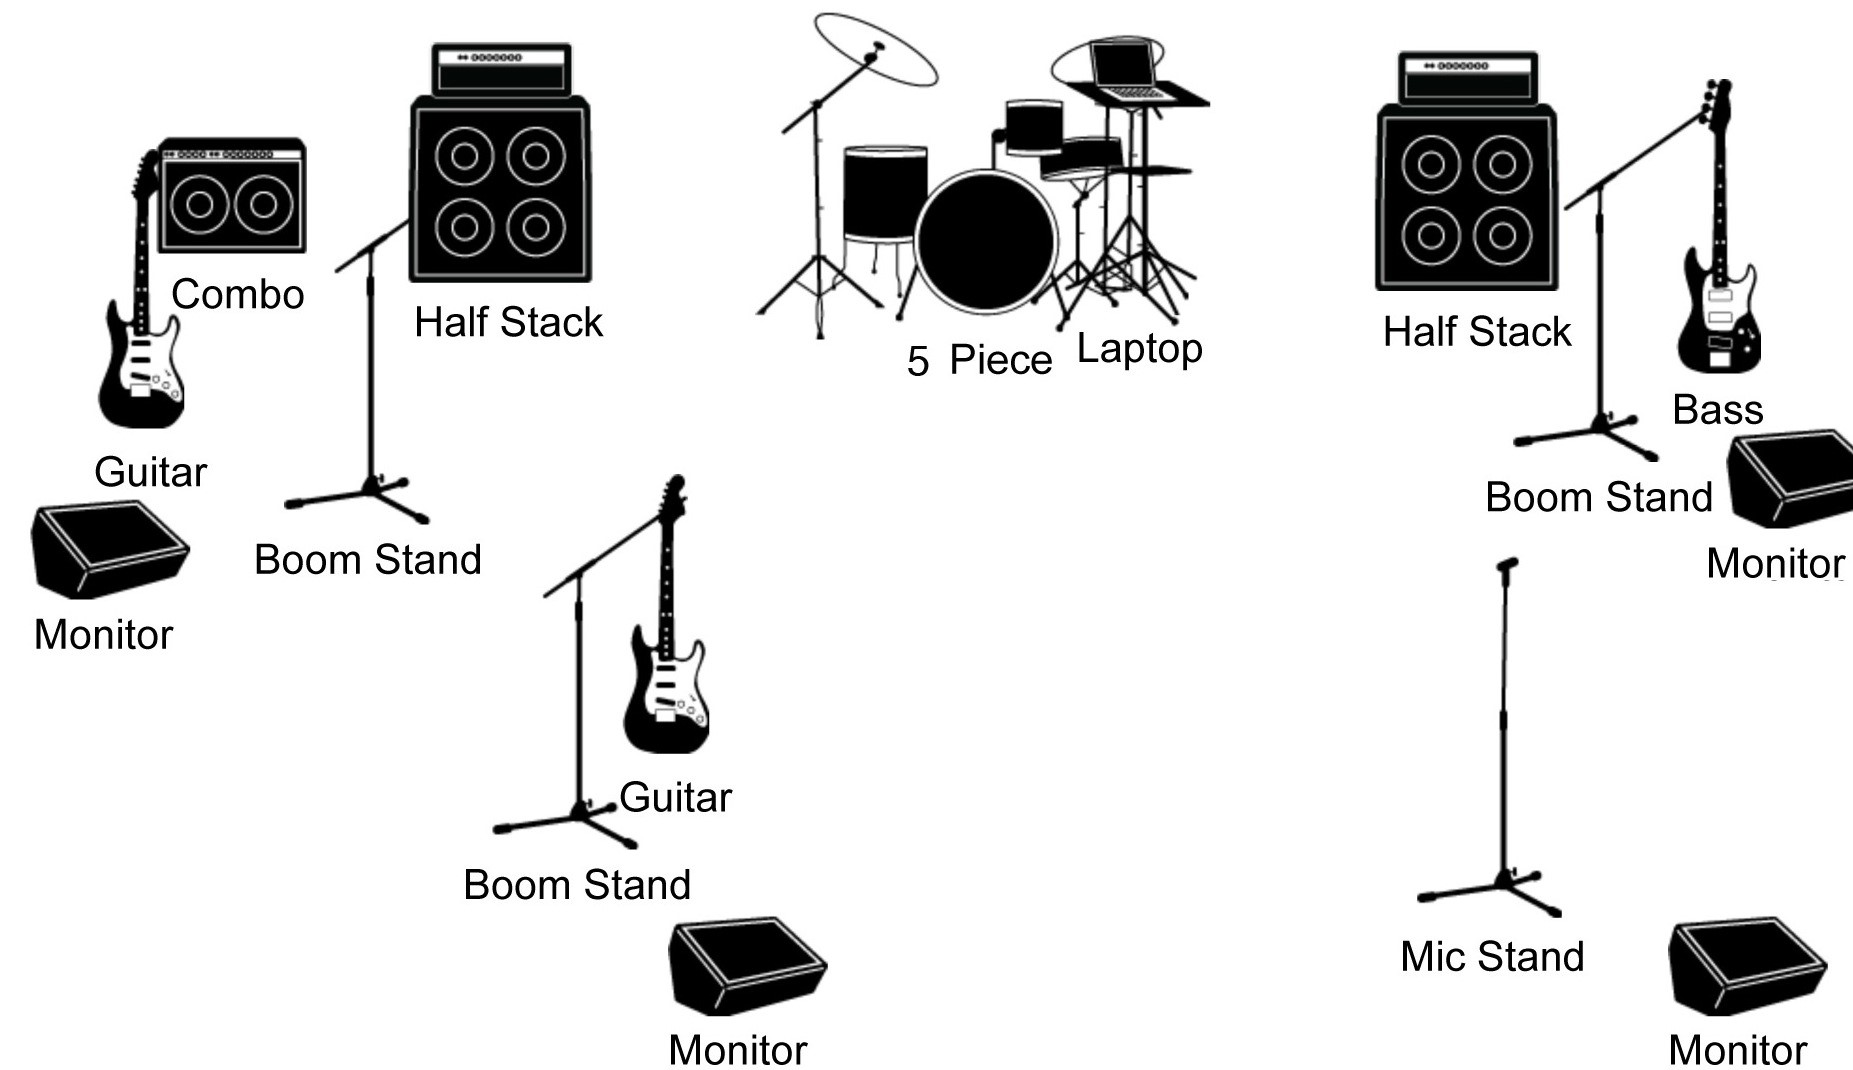 Combo
Half Stack
5 Piece
Laptop
Half Stack
Bass
Guitar
Boom Stand
Boom Stand
Monitor
Monitor
Guitar
Boom Stand
Mic Stand
Monitor
Monitor